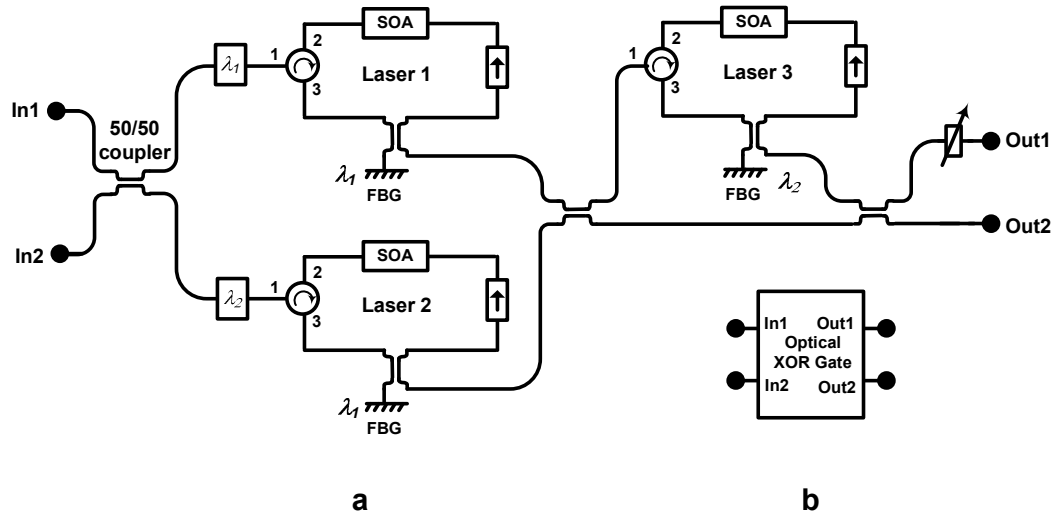 In1
50/50
coupler
In2
λ1
1
2
3
SOA
Laser 1
λ1
FBG
λ2
1
2
3
SOA
Laser 2
λ1
FBG
1
2
3
SOA
Laser 3
λ2
FBG
Out1
Out2
In1 Out1
Optical
XOR Gate
In2 Out2
a
b